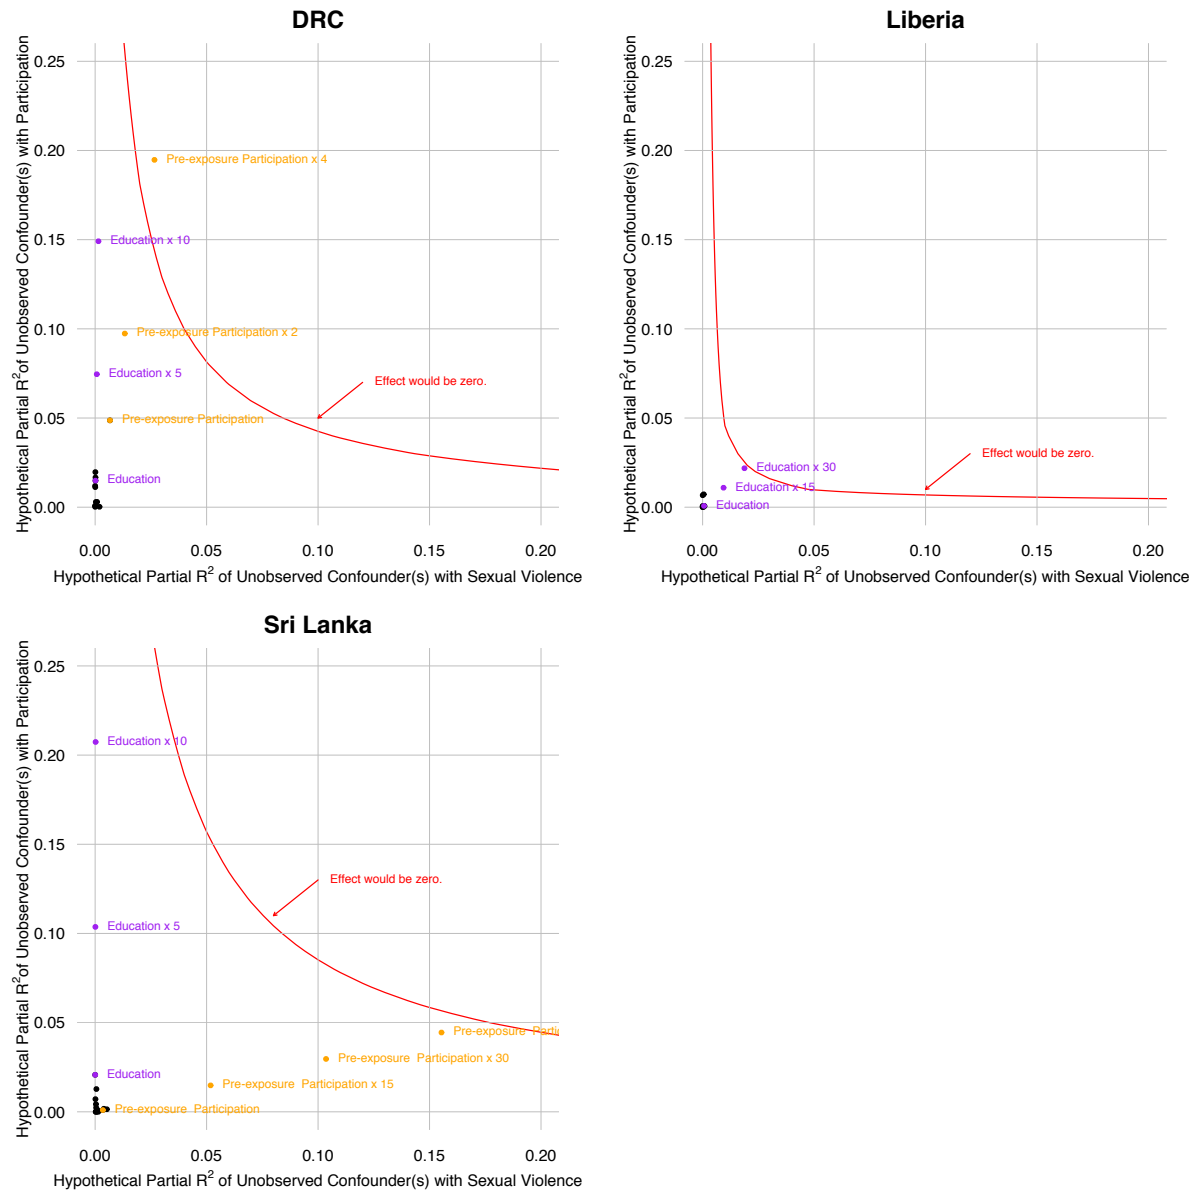 DRC
Hypothetical Partial R²of Unobserved Confounder(s) with Participation
0.25
0.20
0.15
0.10
0.05
0.00
Pre-exposure Participation x 4
Education x 10
Pre-exposure Participation x 2
Education x 5
Effect would be zero.
Pre-exposure Participation
Education
0.00 0.05 0.10 0.15 0.20
Hypothetical Partial R² of Unobserved Confounder(s) with Sexual Violence
Liberia
Hypothetical Partial R²of Unobserved Confounder(s) with Participation
0.25
0.20
0.15
0.10
0.05
0.00
Effect would be zero.
Education x 30
Education x 15
Education
0.00 0.05 0.10 0.15 0.20
Hypothetical Partial R² of Unobserved Confounder(s) with Sexual Violence
Sri Lanka
Hypothetical Partial R²of Unobserved Confounder(s) with Participation
0.25
0.20
0.15
0.10
0.05
0.00
Education x 10
Effect would be zero.
Education x 5
Pre-exposure
Pre-exposure Participation x 30
Education
Pre-exposure Participation x 15
Pre-exposure Participation
0.00 0.05 0.10 0.15 0.20
Hypothetical Partial R² of Unobserved Confounder(s) with Sexual Violence